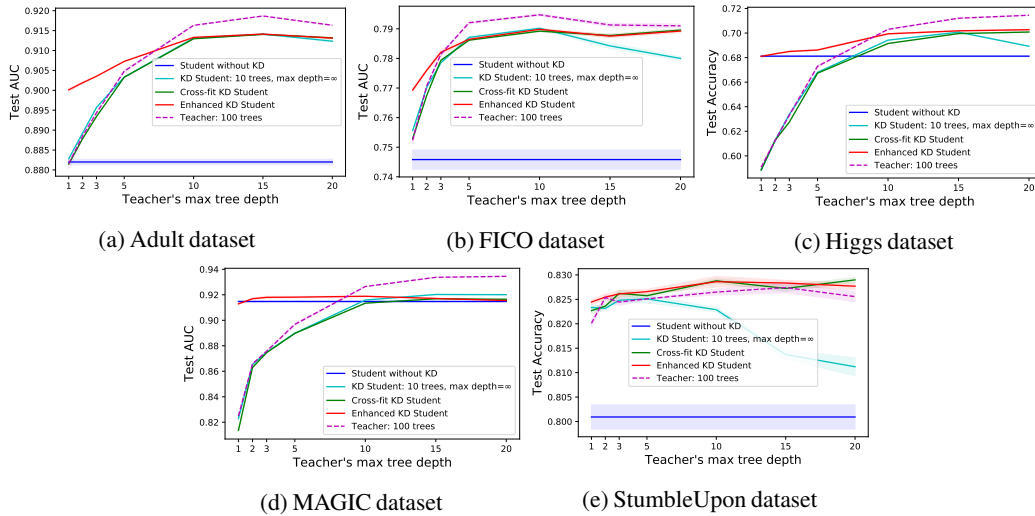 0.920
0.915
0.910
0.905
0.900
0.895
0.890
0.885
0.880
Test AUC
Student without KD
KD Student: 10 trees, max depth=∞
Cross-fit KD Student
Enhanced KD Student
Teacher: 100 trees
1 2 3 5 10 15 20
Teacher's max tree depth
(a) Adult dataset
0.80
0.79
0.78
0.77
0.76
0.75
0.74
Test AUC
Student without KD
KD Student: 10 trees, max depth=∞
Cross-fit KD Student
Enhanced KD Student
Teacher: 100 trees
1 2 3 5 10 15 20
Teacher's max tree depth
(b) FICO dataset
0.72
0.70
0.68
0.66
0.64
0.62
0.60
Test Accuracy
Student without KD
KD Student: 10 trees, max depth=∞
Cross-fit KD Student
Enhanced KD Student
Teacher: 100 trees
1 2 3 5 10 15 20
Teacher's max tree depth
(c) Higgs dataset
0.94
0.92
0.90
0.88
0.86
0.84
0.82
Test AUC
Student without KD
KD Student: 10 trees, max depth=∞
Cross-fit KD Student
Enhanced KD Student
Teacher: 100 trees
1 2 3 5 10 15 20
Teacher's max tree depth
(d) MAGIC dataset
0.830
0.825
0.820
0.815
0.810
0.805
0.800
Test Accuracy
Student without KD
KD Student: 10 trees, max depth=∞
Cross-fit KD Student
Enhanced KD Student
Teacher: 100 trees
1 2 3 5 10 15 20
Teacher's max tree depth
(e) StumbleUpon dataset